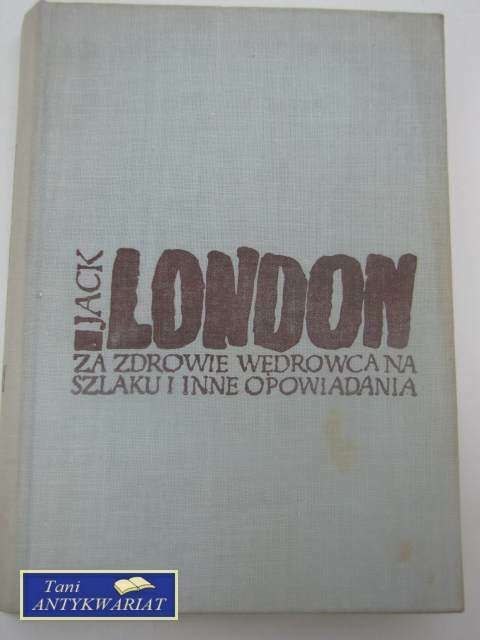 JACK
LONDON
ZA ZDROWIE WĘDROWCA NA
SZLAKU I INNE OPOWIADANIA
Tani
ANTYKWARIAT